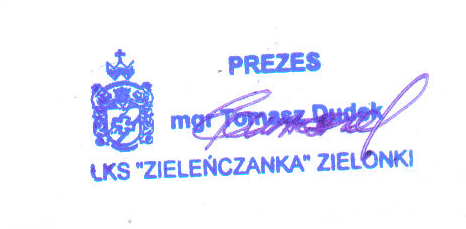 PREZES
mgr Tomasz Dudek
ŁKS "ZIELEŃCZANKA" ZIELONKI